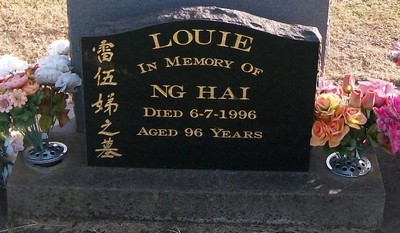 LOUIE
IN MEMORY OF
NG HAI
DIED 6-7-1996
AGED 96 YEARS
雷伍娣之墓